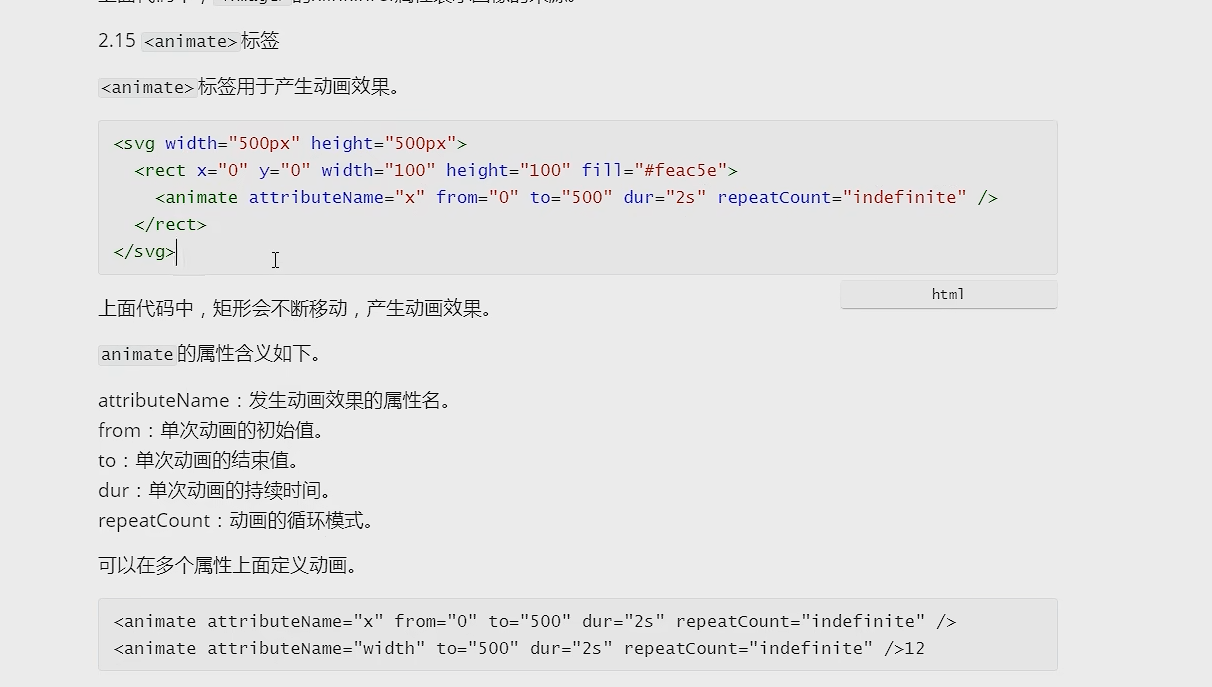 2.15 <animate>标签
<animate>标签用于产生动画效果。
<svg width="500px" height="500px">
<rect x="0" y="0" width="100" height="100" fill="#feac5e">
<animate attributeName="x" from="0" to="500" dur="2s" repeatCount="indefinite" />
</rect>
</svg>
html
上面代码中，矩形会不断移动，产生动画效果。
animate的属性含义如下。
attributeName：发生动画效果的属性名。
from：单次动画的初始值。
to：单次动画的结束值。
dur：单次动画的持续时间。
repeatCount：动画的循环模式。
可以在多个属性上面定义动画。
<animate attributeName="x" from="0" to="500" dur="2s" repeatCount="indefinite" />
<animate attributeName="width" to="500" dur="2s" repeatCount="indefinite" />12